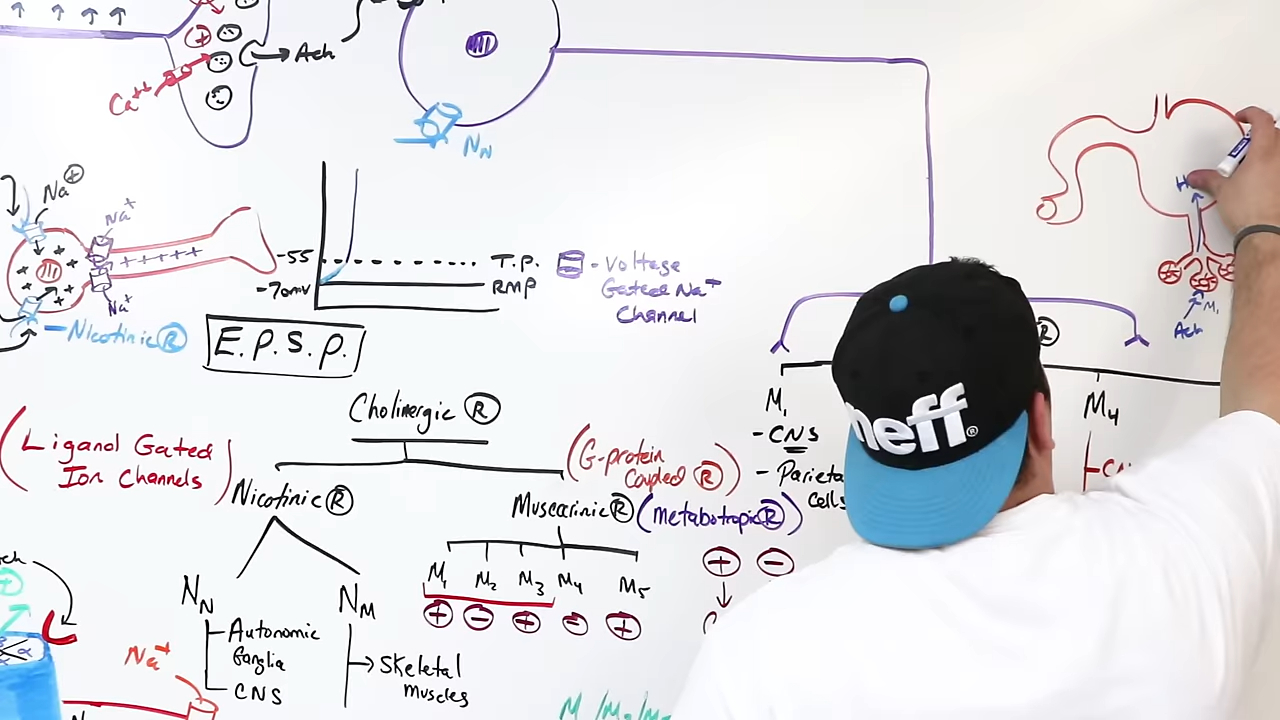 Ca++
Ach
NN
Na+
Na+
Na+
Nicotinic R
-55
-70mv
T.P.
RMP
E.P.S.P.
- Voltage
Gated Na+
Channel
M1
Ach
neff
Cholinergic R
(Ligand Gated
Ion Channels)
Nicotinic R
(G-protein
Coupled R)
Muscarinic R (metabotropic R)
NN
- Autonomic
Ganglia
- CNS
NM
→ Skeletal
Muscles
M1 M2 M3 M4 M5
+ - + - +
+ -
R
M1
- CNS
- Parieta
Cells
M4
Na+
α